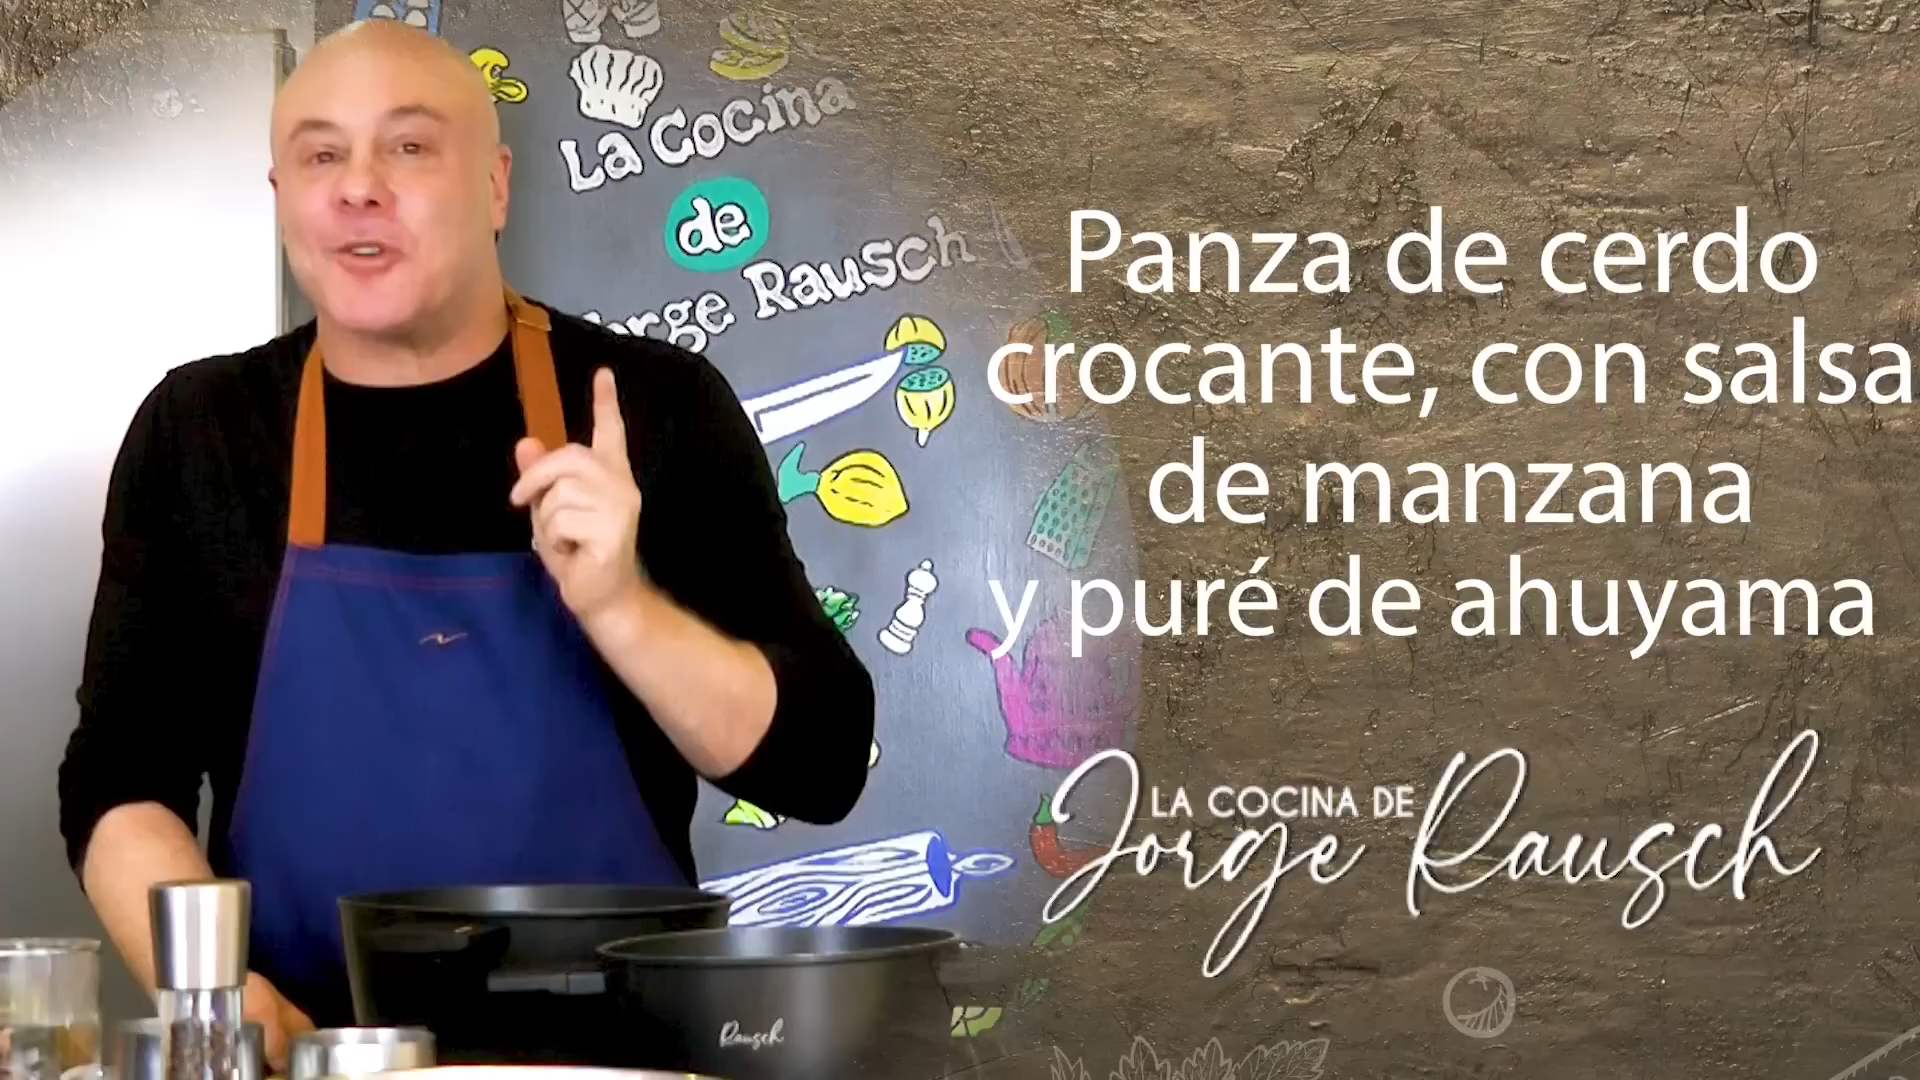 La Cocina
de
Jorge Rausch
Panza de cerdo
crocante, con salsa
de manzana
y puré de ahuyama
LA COCINA DE
Jorge Rausch
Rausch